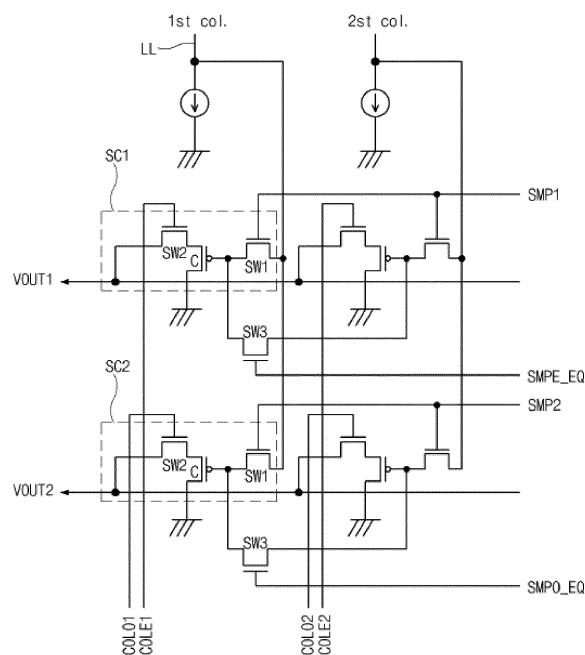 1st col.
2nd col.
LL
SC1
SMP1
SW2
C
SW1
VOUT1
SW3
SMPE_EQ
SC2
SMP2
SW2
C
SW1
VOUT2
SW3
SMPO_EQ
COLO1
COLE1
COLO2
COLE2